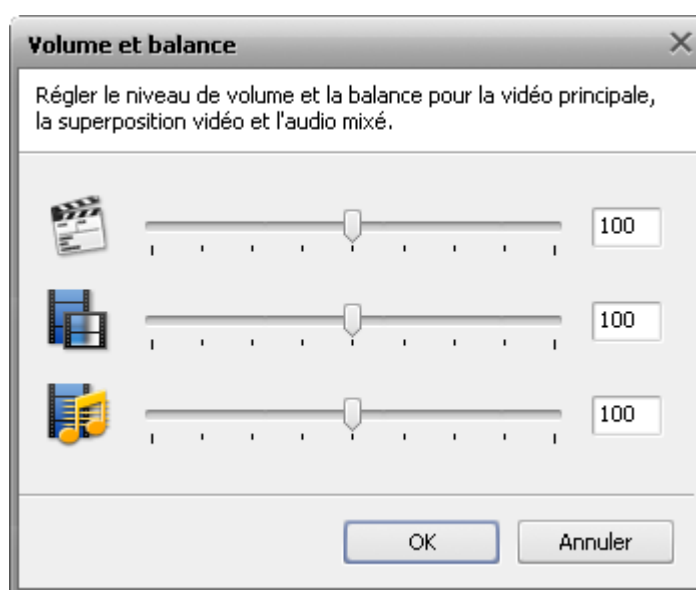 Volume et balance
Régler le niveau de volume et la balance pour la vidéo principale,
la superposition vidéo et l'audio mixé.
100
100
100
OK
Annuler